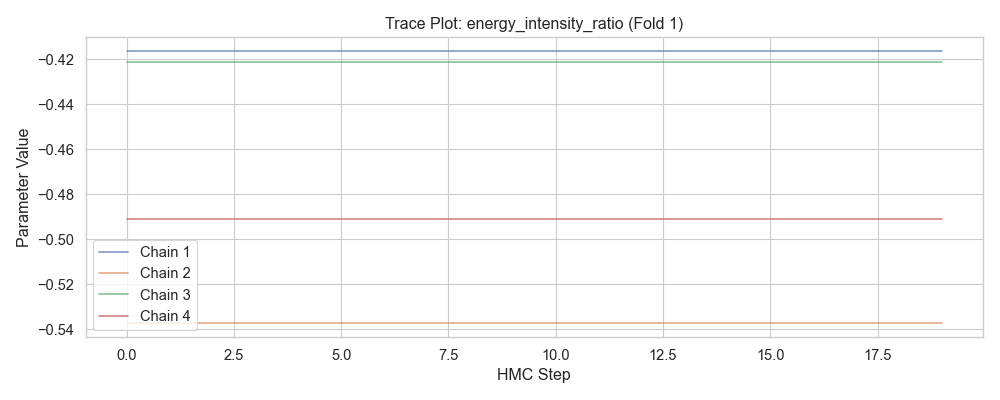 Trace Plot: energy_intensity_ratio (Fold 1)
Parameter Value
−0.42
−0.44
−0.46
−0.48
−0.50
−0.52
−0.54
Chain 1
Chain 2
Chain 3
Chain 4
0.0 2.5 5.0 7.5 10.0 12.5 15.0 17.5
HMC Step